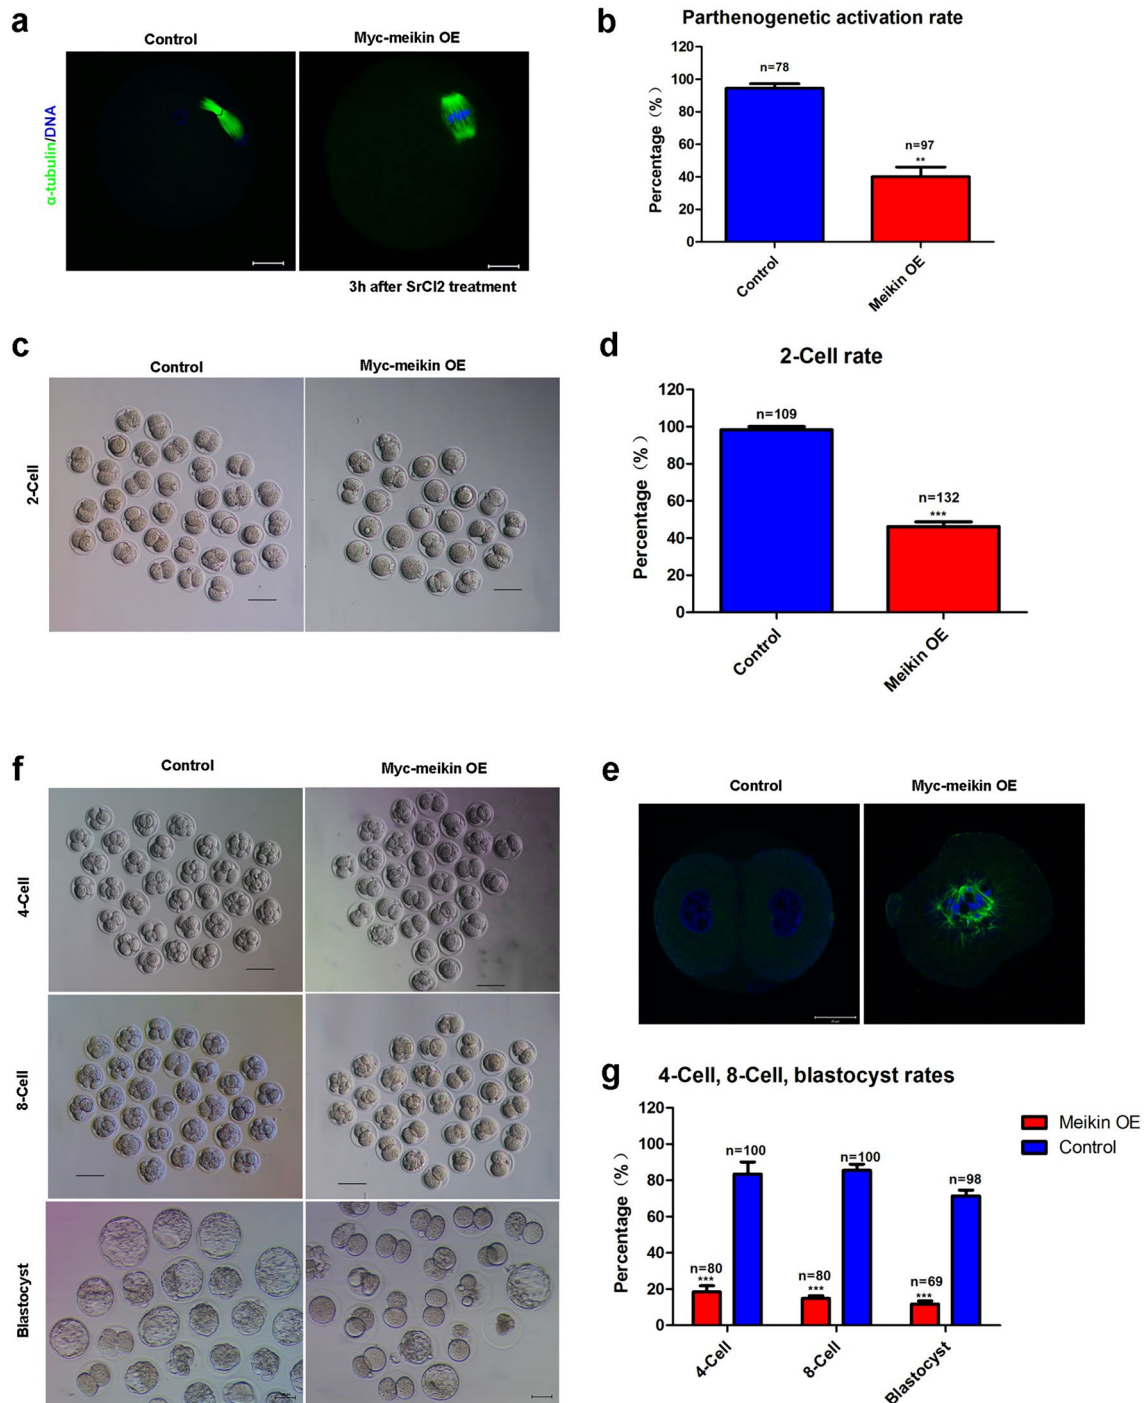 a
Control
Myc-meikin OE
α-tubulin/DNA
3h after SrCl2 treatment
b
Parthenogenetic activation rate
Percentage (%)
120
100
80
60
40
20
0
n=78
n=97
**
Control
Meikin OE
c
Control
Myc-meikin OE
2-Cell
d
2-Cell rate
Percentage (%)
120
100
80
60
40
20
0
n=109
n=132
***
Control
Meikin OE
f
Control
Myc-meikin OE
4-Cell
8-Cell
Blastocyst
e
Control
Myc-meikin OE
g
4-Cell, 8-Cell, blastocyst rates
Percentage (%)
120
100
80
60
40
20
0
n=80
***
n=100
n=80
***
n=100
n=69
***
n=98
4-Cell
8-Cell
Blastocyst
Meikin OE
Control